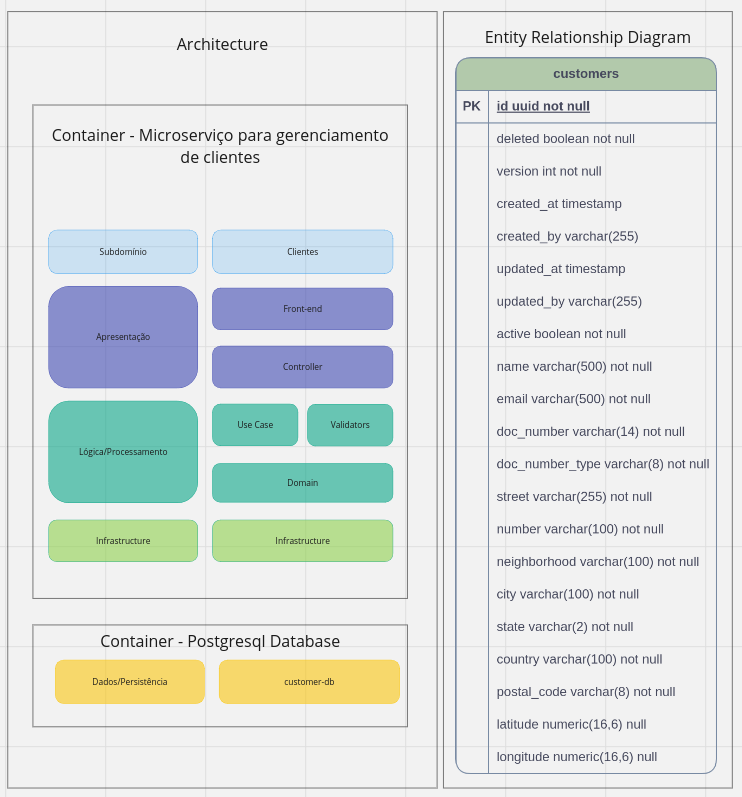 Architecture
Container - Microserviço para gerenciamento
de clientes
Subdomínio
Clientes
Apresentação
Front-end
Controller
Lógica/Processamento
Use Case
Validators
Domain
Infrastructure
Infrastructure
Container - Postgresql Database
Dados/Persistência
customer-db
Entity Relationship Diagram
customers
PK id uuid not null
deleted boolean not null
version int not null
created_at timestamp
created_by varchar(255)
updated_at timestamp
updated_by varchar(255)
active boolean not null
name varchar(500) not null
email varchar(500) not null
doc_number varchar(14) not null
doc_number_type varchar(8) not null
street varchar(255) not null
number varchar(100) not null
neighborhood varchar(100) not null
city varchar(100) not null
state varchar(2) not null
country varchar(100) not null
postal_code varchar(8) not null
latitude numeric(16,6) null
longitude numeric(16,6) null